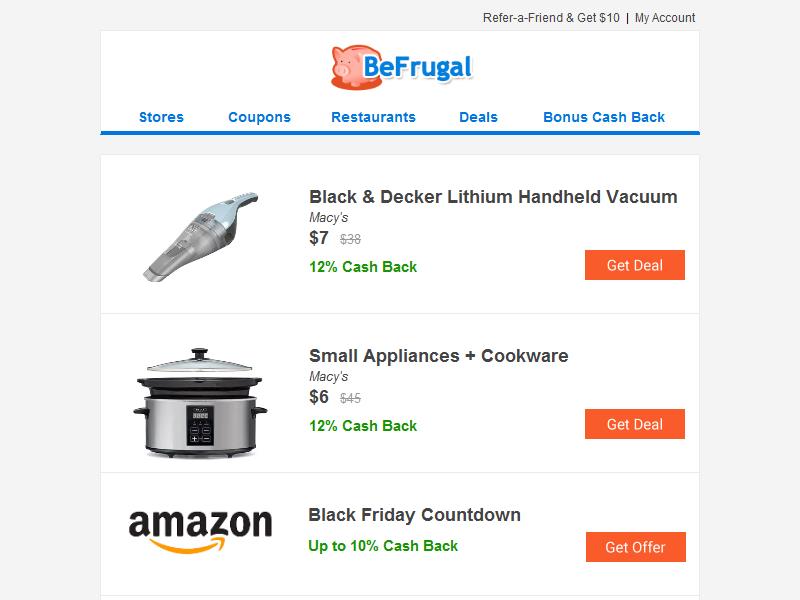 Refer-a-Friend & Get $10 | My Account
BeFrugal
Stores Coupons Restaurants Deals Bonus Cash Back
Black & Decker Lithium Handheld Vacuum
Macy's
$7 $38
12% Cash Back
Get Deal
Small Appliances + Cookware
Macy's
$6 $45
12% Cash Back
Get Deal
amazon
Black Friday Countdown
Up to 10% Cash Back
Get Offer